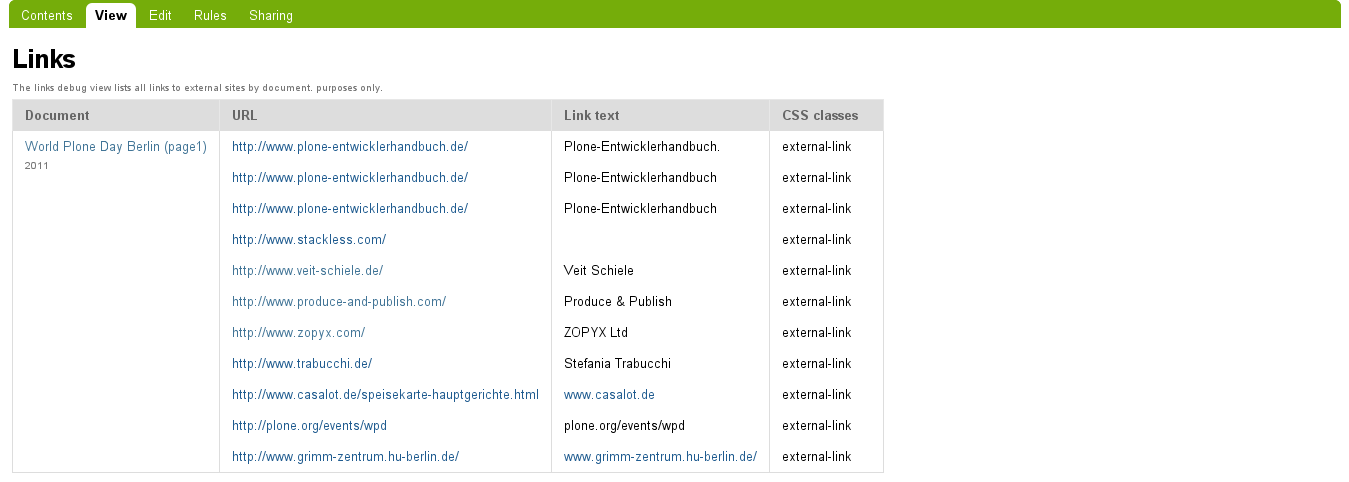 Contents View Edit Rules Sharing
Links
The links debug view lists all links to external sites by document. purposes only.
Document URL Link text CSS classes
World Plone Day Berlin (page1) http://www.plone-entwicklerhandbuch.de/ Plone-Entwicklerhandbuch. external-link
2011
http://www.plone-entwicklerhandbuch.de/ Plone-Entwicklerhandbuch external-link
http://www.plone-entwicklerhandbuch.de/ Plone-Entwicklerhandbuch external-link
http://www.stackless.com/ external-link
http://www.veit-schiele.de/ Veit Schiele external-link
http://www.produce-and-publish.com/ Produce & Publish external-link
http://www.zopyx.com/ ZOPYX Ltd external-link
http://www.trabucchi.de/ Stefania Trabucchi external-link
http://www.casalot.de/speisekarte-hauptgerichte.html www.casalot.de external-link
http://plone.org/events/wpd plone.org/events/wpd external-link
http://www.grimm-zentrum.hu-berlin.de/ www.grimm-zentrum.hu-berlin.de/ external-link